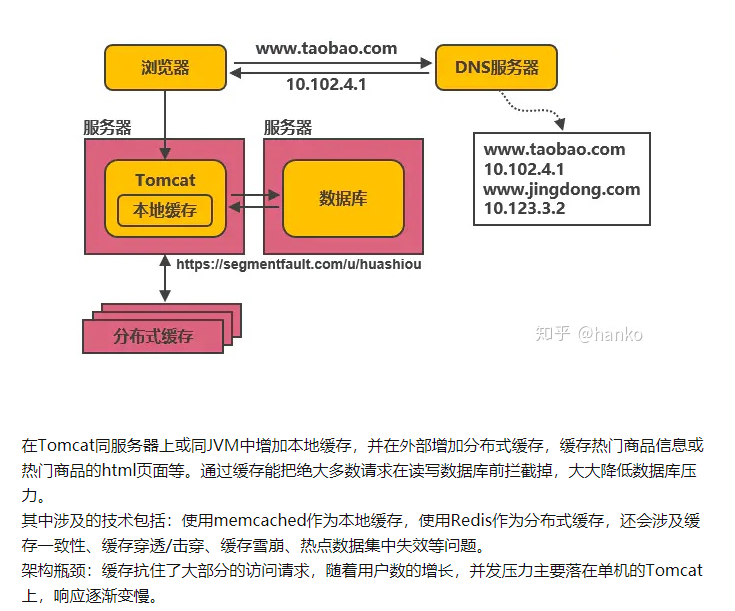 www.taobao.com
浏览器
DNS服务器
10.102.4.1
服务器
服务器
www.taobao.com
10.102.4.1
www.jingdong.com
10.123.3.2
Tomcat
本地缓存
数据库
https://segmentfault.com/u/huashiou
分布式缓存
知乎 @hanko
在Tomcat同服务器上或同JVM中增加本地缓存，并在外部增加分布式缓存，缓存热门商品信息或
热门商品的html页面等。通过缓存能把绝大多数请求在读写数据库前拦截掉，大大降低数据库压
力。
其中涉及的技术包括：使用memcached作为本地缓存，使用Redis作为分布式缓存，还会涉及缓
存一致性、缓存穿透/击穿、缓存雪崩、热点数据集中失效等问题。
架构瓶颈：缓存抗住了大部分的访问请求，随着用户数的增长，并发压力主要落在单机的Tomcat
上，响应逐渐变慢。